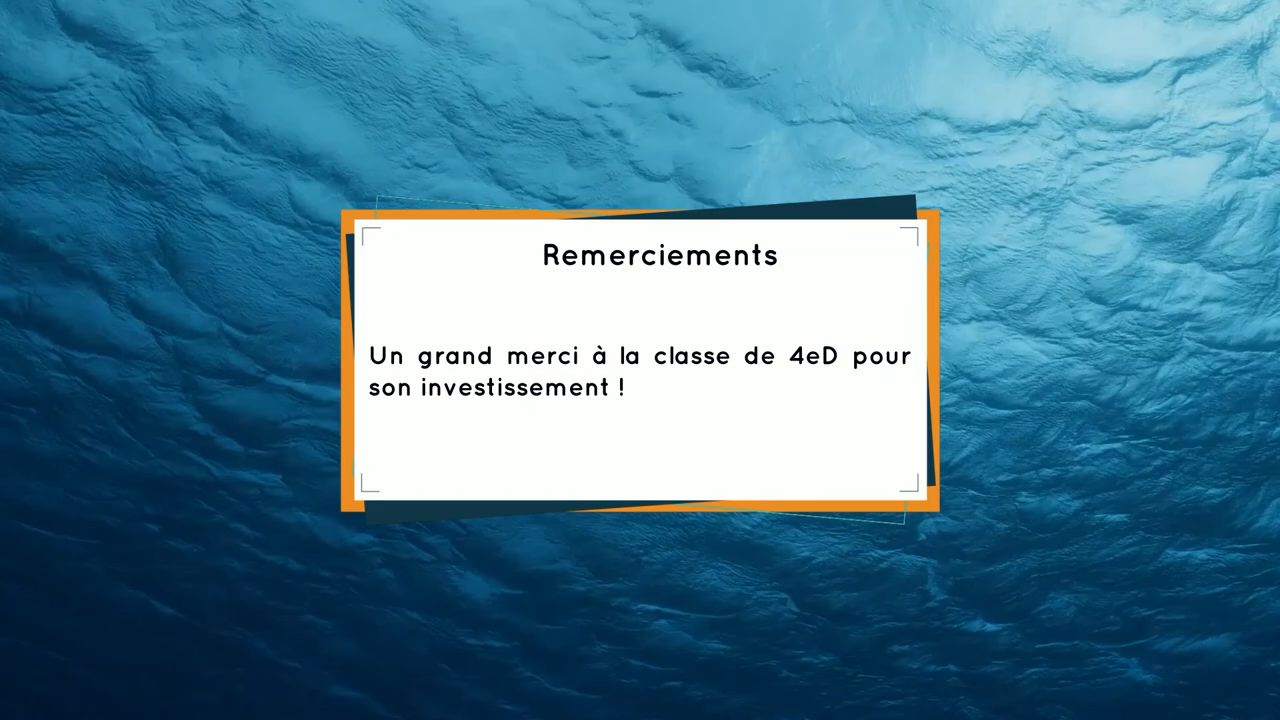 Remerciements
Un grand merci à la classe de 4eD pour
son investissement !